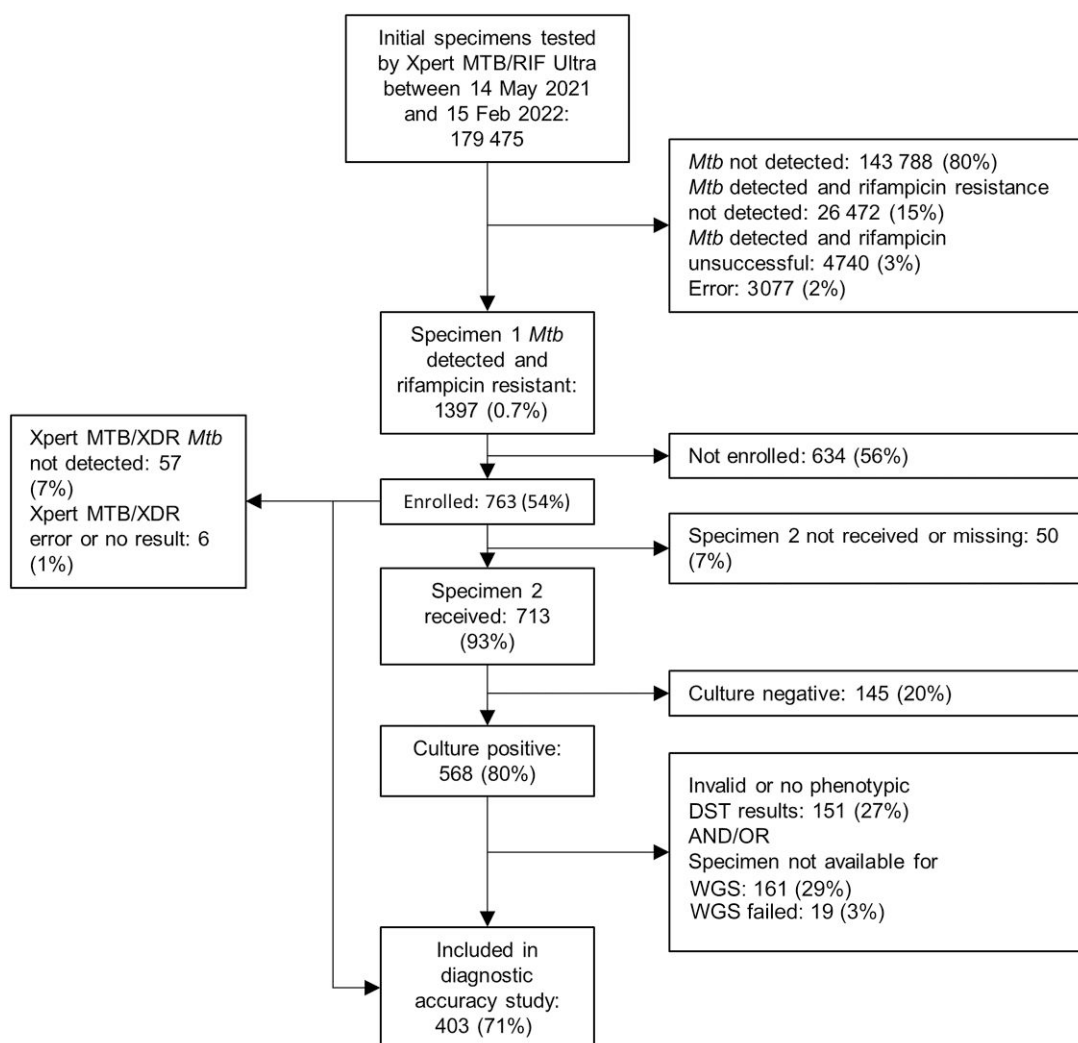 Initial specimens tested
by Xpert MTB/RIF Ultra
between 14 May 2021
and 15 Feb 2022:
179 475
Mtb not detected: 143 788 (80%)
Mtb detected and rifampicin resistance
not detected: 26 472 (15%)
Mtb detected and rifampicin
unsuccessful: 4740 (3%)
Error: 3077 (2%)
Specimen 1 Mtb
detected and
rifampicin resistant:
1397 (0.7%)
Not enrolled: 634 (56%)
Xpert MTB/XDR Mtb
not detected: 57
(7%)
Xpert MTB/XDR
error or no result: 6
(1%)
Enrolled: 763 (54%)
Specimen 2 not received or missing: 50
(7%)
Specimen 2
received: 713
(93%)
Culture negative: 145 (20%)
Culture positive:
568 (80%)
Invalid or no phenotypic
DST results: 151 (27%)
AND/OR
Specimen not available for
WGS: 161 (29%)
WGS failed: 19 (3%)
Included in
diagnostic
accuracy study:
403 (71%)